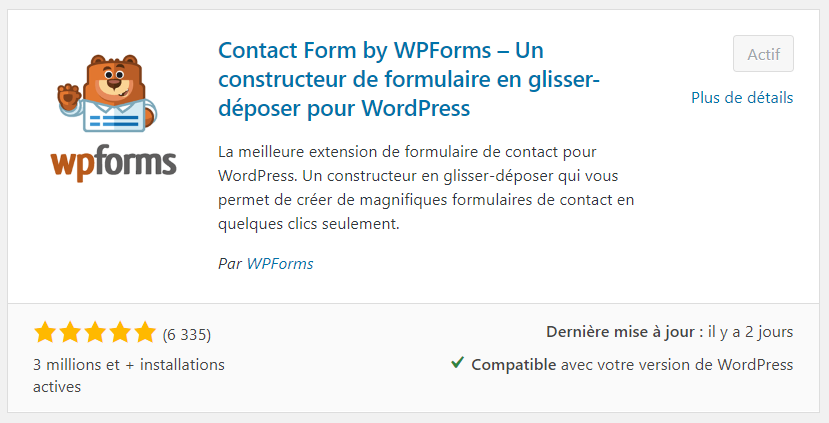 Contact Form by WPForms – Un
constructeur de formulaire en glisser-
déposer pour WordPress
Actif
Plus de détails
wpforms
La meilleure extension de formulaire de contact pour
WordPress. Un constructeur en glisser-déposer qui vous
permet de créer de magnifiques formulaires de contact en
quelques clics seulement.
Par WPForms
(6 335)
3 millions et + installations
actives
Dernière mise à jour : il y a 2 jours
Compatible avec votre version de WordPress